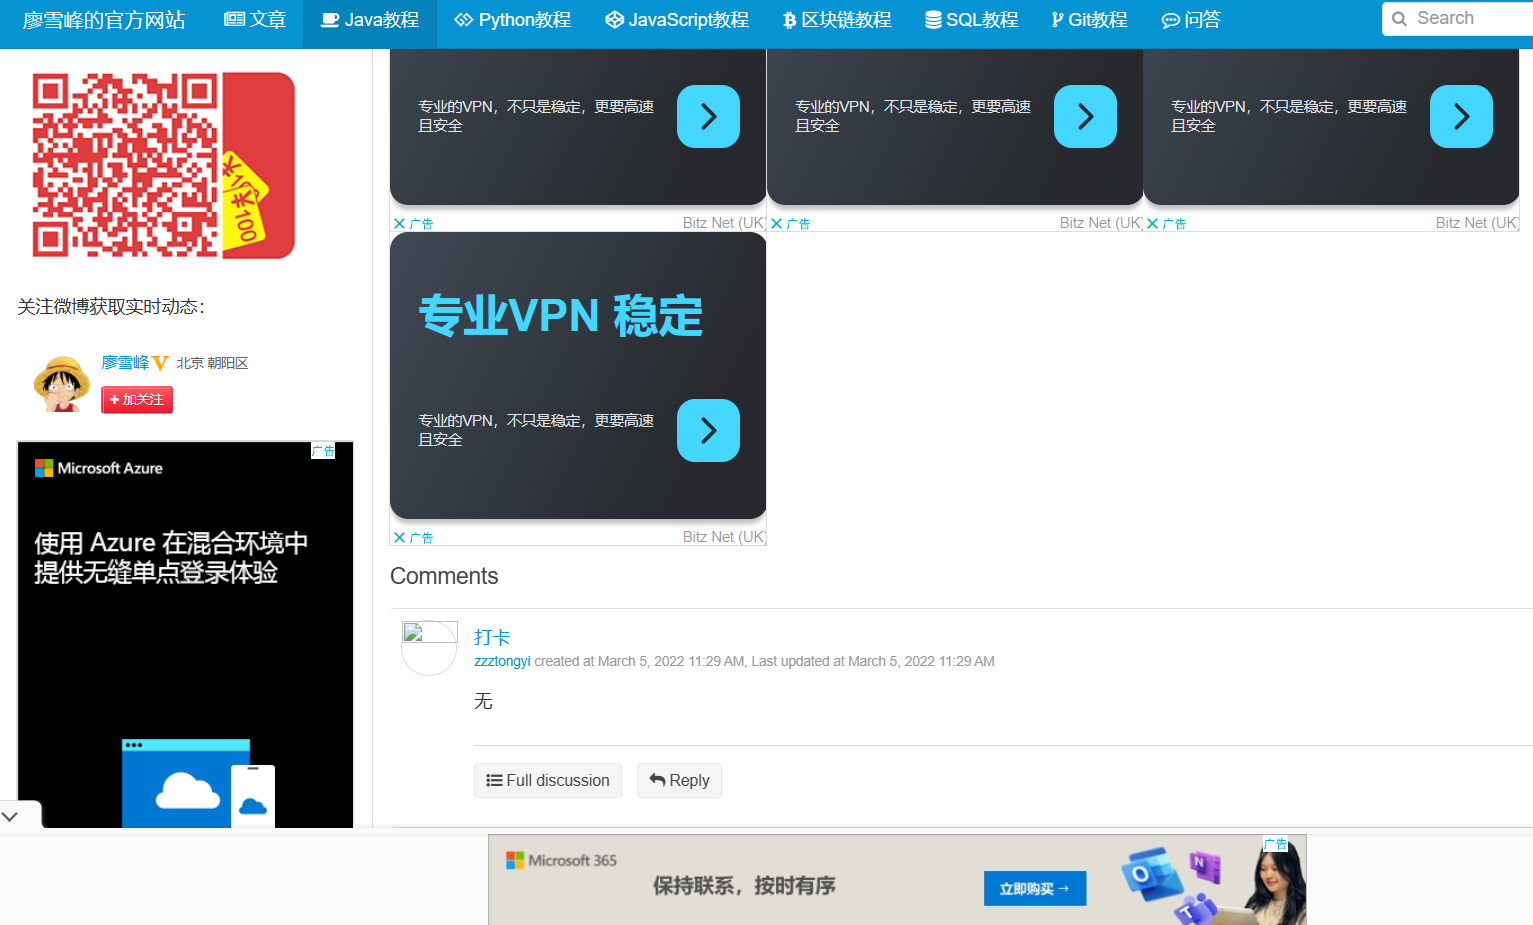 廖雪峰的官方网站 文章 Java教程 Python教程 JavaScript教程 区块链教程 SQL教程 Git教程 问答 Search
专业的VPN，不只是稳定，更要高速
且安全
专业的VPN，不只是稳定，更要高速
且安全
专业的VPN，不只是稳定，更要高速
且安全
广告 Bitz Net (UK)
广告 Bitz Net (UK)
广告 Bitz Net (UK)
关注微博获取实时动态：
廖雪峰 北京 朝阳区
+加关注
专业VPN 稳定
专业的VPN，不只是稳定，更要高速
且安全
广告 Bitz Net (UK)
广告
Microsoft Azure
使用 Azure 在混合环境中
提供无缝单点登录体验
Comments
打卡
zzztongyi created at March 5, 2022 11:29 AM, Last updated at March 5, 2022 11:29 AM
无
Full discussion Reply
广告
Microsoft 365
保持联系，按时有序
立即购买→